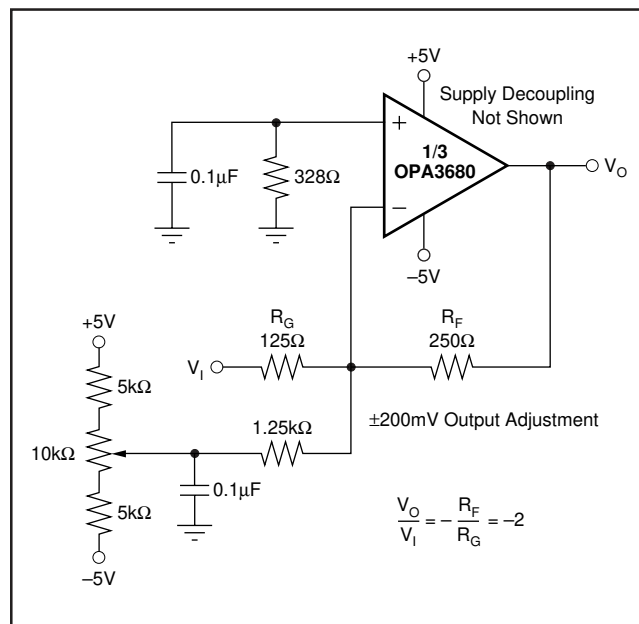 +5V
Supply Decoupling
Not Shown
+
1/3
OPA3680
−
V_O
0.1μF
328Ω
−5V
+5V
R_G
125Ω
R_F
250Ω
V_I
5kΩ
1.25kΩ
±200mV Output Adjustment
10kΩ
0.1μF
5kΩ
V_O/V_I = − R_F/R_G = −2
−5V